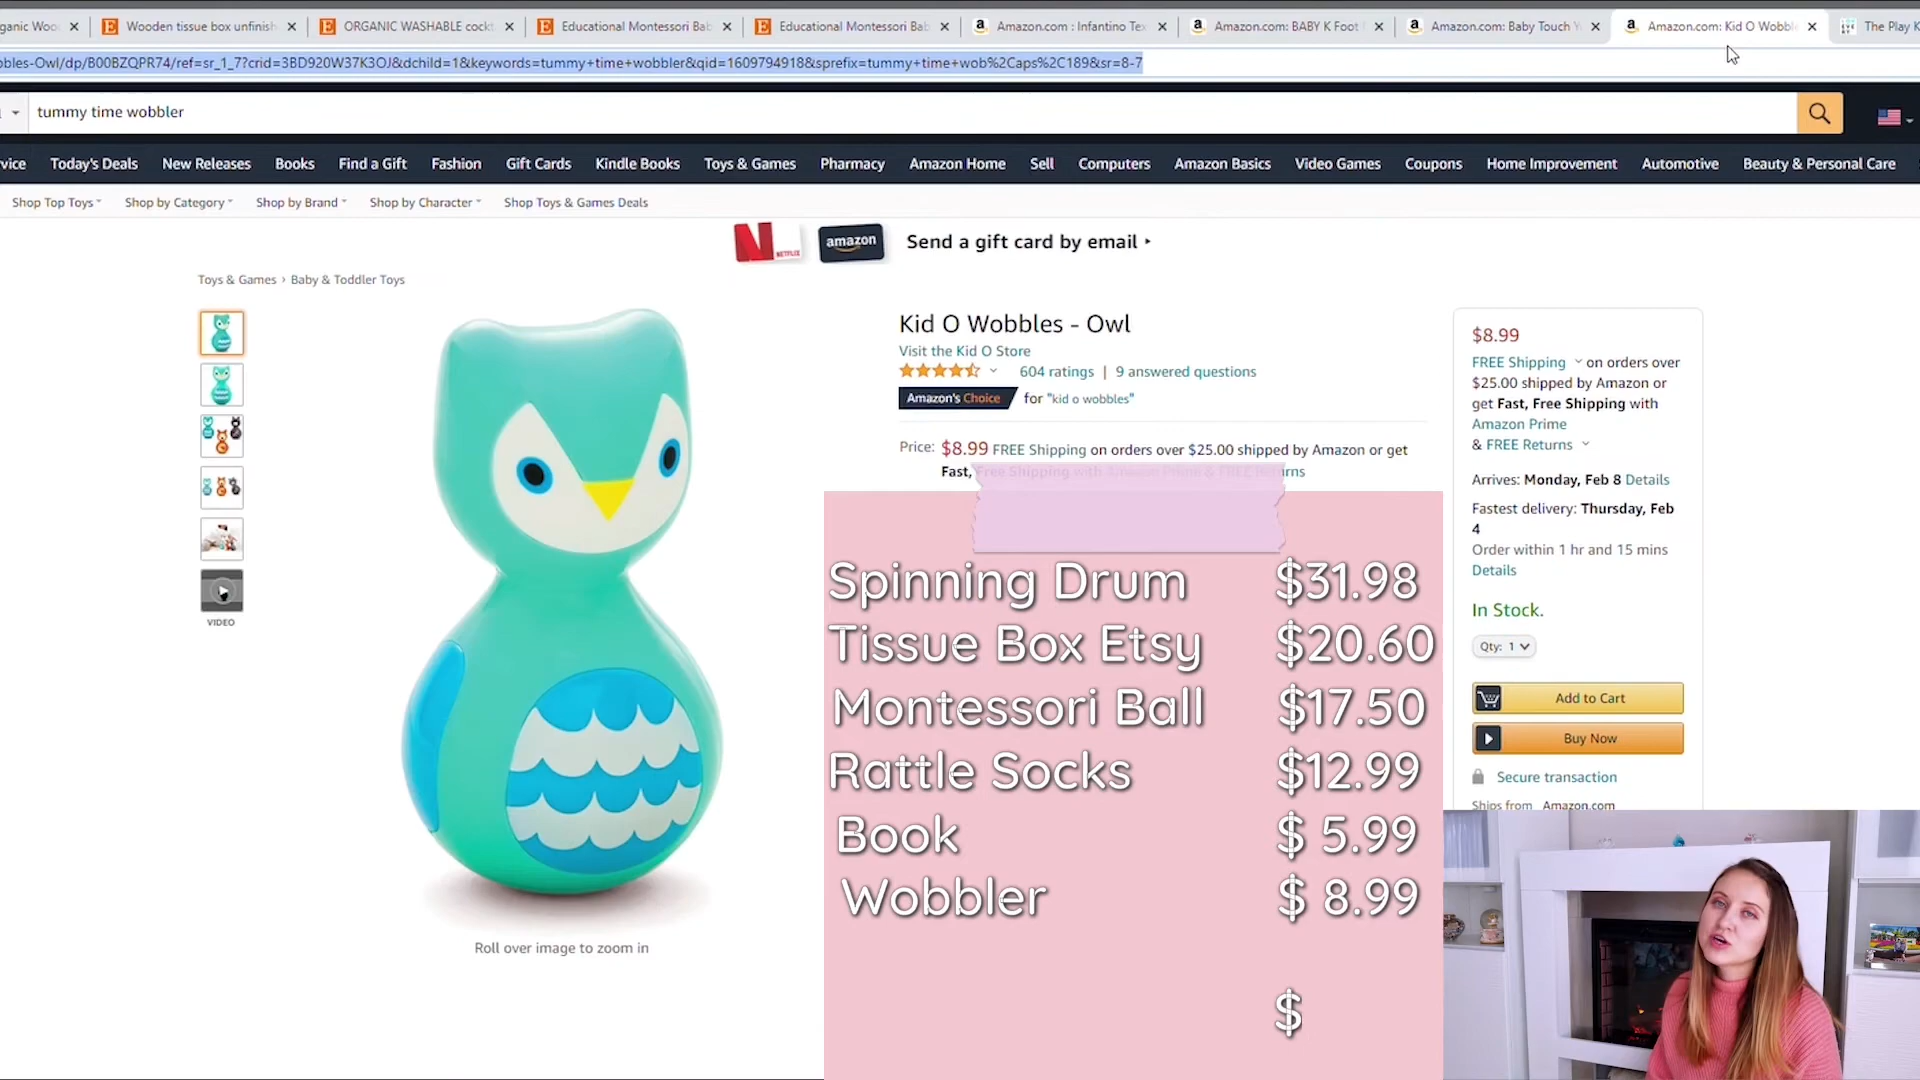 ganic Wood
Wooden tissue box unfinish
ORGANIC WASHABLE cockt
Educational Montessori Bab
Educational Montessori Bab
Amazon.com : Infantino Tex
Amazon.com: BABY K Foot
Amazon.com: Baby Touch
Amazon.com: Kid O Wobbl
The Play K
bbles-Owl/dp/B00BZQPR74/ref=sr_1_7?crid=3BD920W37K3OJ&dchild=1&keywords=tummy+time+wobbler&qid=1609794918&sprefix=tummy+time+wob%2Caps%2C189&sr=8-7
tummy time wobbler
vice Today's Deals New Releases Books Find a Gift Fashion Gift Cards Kindle Books Toys & Games Pharmacy Amazon Home Sell Computers Amazon Basics Video Games Coupons Home Improvement Automotive Beauty & Personal Care
Shop Top Toys Shop by Category Shop by Brand Shop by Character Shop Toys & Games Deals
N NETFLIX amazon Send a gift card by email
Toys & Games › Baby & Toddler Toys
VIDEO
Roll over image to zoom in
Kid O Wobbles - Owl
Visit the Kid O Store
604 ratings | 9 answered questions
Amazon's Choice for "kid o wobbles"
Price: $8.99 FREE Shipping on orders over $25.00 shipped by Amazon or get
Fast, Free Shipping with Amazon Prime & FREE Returns
Spinning Drum $31.98
Tissue Box Etsy $20.60
Montessori Ball $17.50
Rattle Socks $12.99
Book $ 5.99
Wobbler $ 8.99
$
$8.99
FREE Shipping on orders over
$25.00 shipped by Amazon or
get Fast, Free Shipping with
Amazon Prime
& FREE Returns
Arrives: Monday, Feb 8 Details
Fastest delivery: Thursday, Feb
4
Order within 1 hr and 15 mins
Details
In Stock.
Qty: 1
Add to Cart
Buy Now
Secure transaction
Ships from Amazon.com